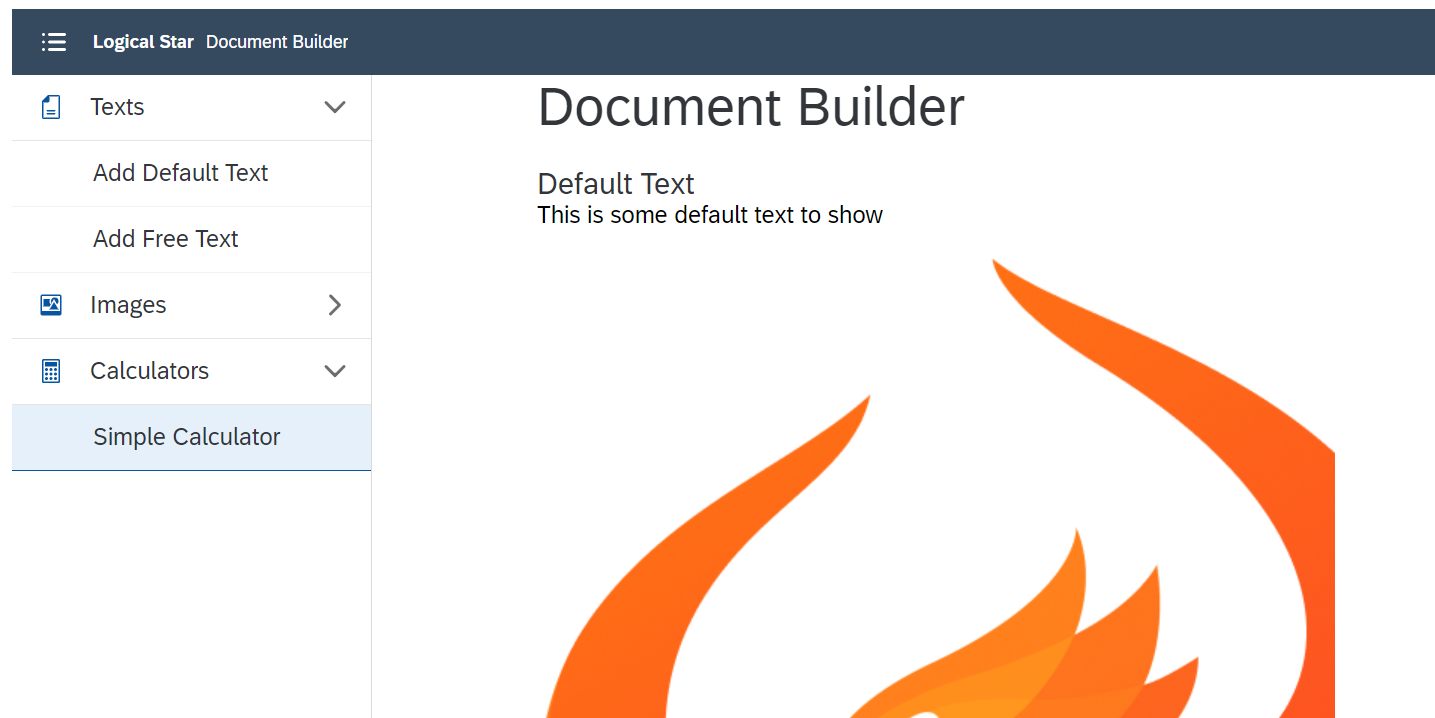 Logical Star Document Builder
Texts
Add Default Text
Add Free Text
Images
Calculators
Simple Calculator
Document Builder
Default Text
This is some default text to show